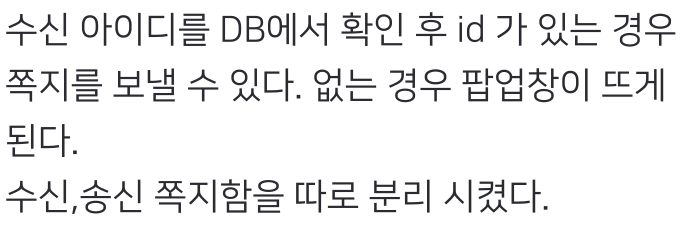 수신 아이디를 DB에서 확인 후 id 가 있는 경우
쪽지를 보낼 수 있다. 없는 경우 팝업창이 뜨게
된다.
수신,송신 쪽지함을 따로 분리 시켰다.